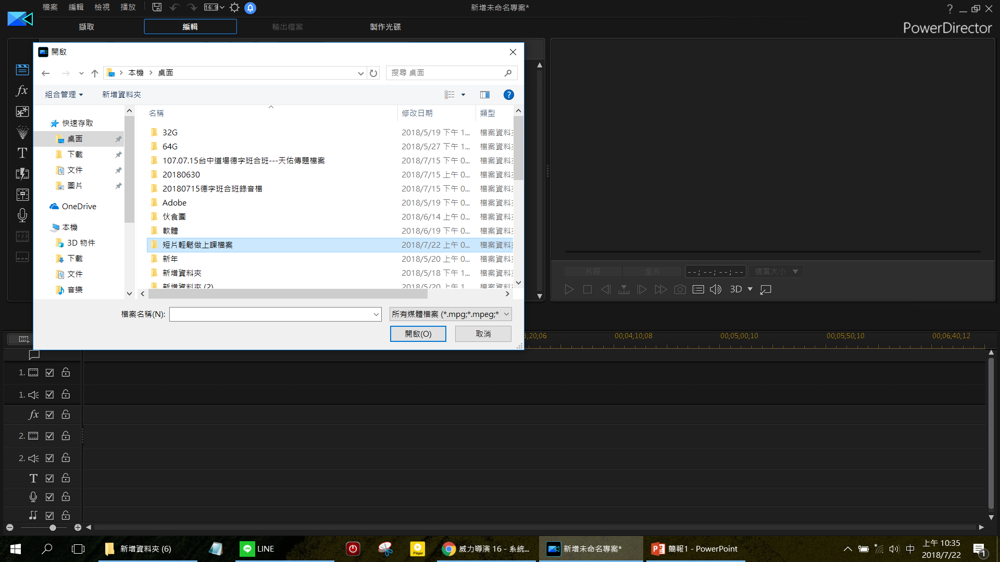 檔案 編輯 檢視 播放 16:9 新增未命名專案*
擷取 編輯 輸出檔案 製作光碟 PowerDirector
開啟
本機 桌面 搜尋 桌面
組合管理 新增資料夾
名稱 修改日期 類型
快速存取
桌面
下載
文件
圖片
OneDrive
本機
3D 物件
下載
文件
音樂
32G 2018/5/19 下午 1... 檔案資料夾
64G 2018/5/27 下午 1... 檔案資料夾
107.07.15台中道場德字班合班---天佑傳題檔案 2018/7/15 下午 0... 檔案資料夾
20180630 2018/7/15 上午 0... 檔案資料夾
20180715德字班合班錄音檔 2018/7/15 下午 0... 檔案資料夾
Adobe 2018/5/19 下午 0... 檔案資料夾
伙食團 2018/6/14 上午 0... 檔案資料夾
軟體 2018/6/19 下午 0... 檔案資料夾
短片輕鬆做上課檔案 2018/7/22 上午 0... 檔案資料夾
新年 2018/5/20 上午 0... 檔案資料夾
新增資料夾 2018/5/18 下午 1... 檔案資料夾
新增資料夾 (2) 2018/5/20 上午 1... 檔案資料夾
檔案名稱(N): 所有媒體檔案 (*.mpg;*.mpeg;*.
開啟(O) 取消
片段 全片 --;--;--;-- 適當大小
3D
;20;06 00;04;10;08 00;05;00;10 00;05;50;10 00;06;40;12
1.
1.
fx
2.
2.
T
新增資料夾 (6) LINE Player 威力導演 16 - 系統... 新增未命名專案* 簡報1 - PowerPoint 中 上午 10:35
2018/7/22 1